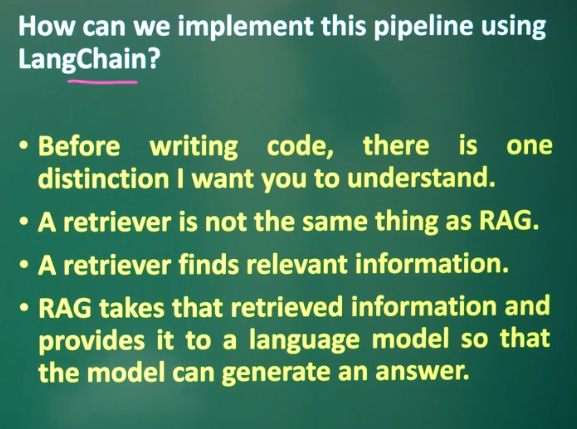 How can we implement this pipeline using
LangChain?
• Before writing code, there is one
distinction I want you to understand.
• A retriever is not the same thing as RAG.
• A retriever finds relevant information.
• RAG takes that retrieved information and
provides it to a language model so that
the model can generate an answer.